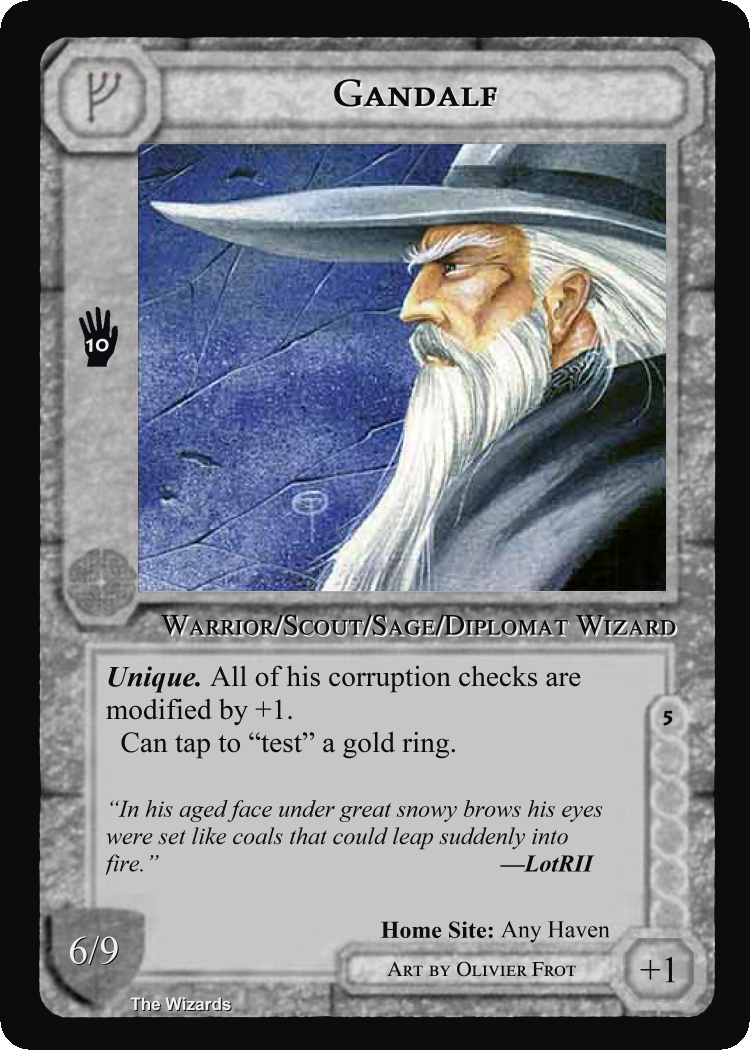 GANDALF
10
WARRIOR/SCOUT/SAGE/DIPLOMAT WIZARD
Unique. All of his corruption checks are
modified by +1.
Can tap to “test” a gold ring.
5
“In his aged face under great snowy brows his eyes
were set like coals that could leap suddenly into
fire.” —LotRII
Home Site: Any Haven
6/9
ART BY OLIVIER FROT
+1
The Wizards